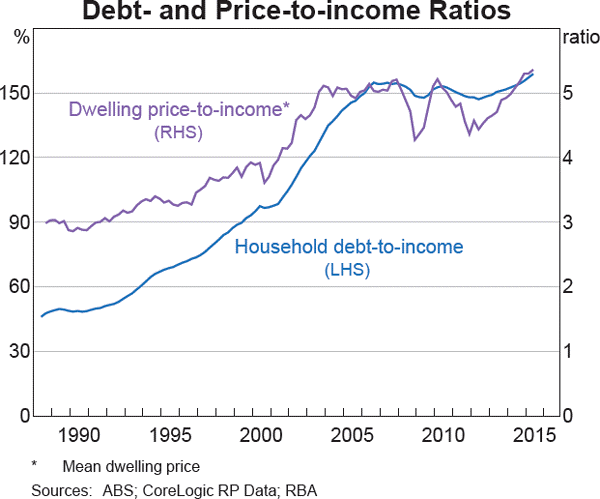 Debt- and Price-to-income Ratios
% ratio
150 5
Dwelling price-to-income*
(RHS)
120 4
90 3
Household debt-to-income
(LHS)
60 2
30 1
0 0
1990 1995 2000 2005 2010 2015
* Mean dwelling price
Sources: ABS; CoreLogic RP Data; RBA